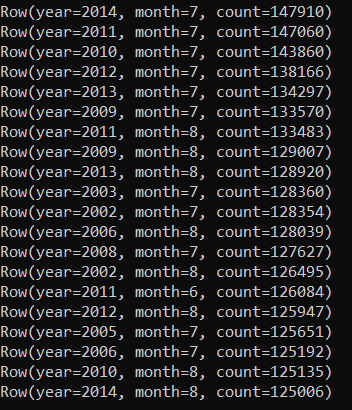 Row(year=2014, month=7, count=147910)
Row(year=2011, month=7, count=147060)
Row(year=2010, month=7, count=143860)
Row(year=2012, month=7, count=138166)
Row(year=2013, month=7, count=134297)
Row(year=2009, month=7, count=133570)
Row(year=2011, month=8, count=133483)
Row(year=2009, month=8, count=129007)
Row(year=2013, month=8, count=128920)
Row(year=2003, month=7, count=128360)
Row(year=2002, month=7, count=128354)
Row(year=2006, month=8, count=128039)
Row(year=2008, month=7, count=127627)
Row(year=2002, month=8, count=126495)
Row(year=2011, month=6, count=126084)
Row(year=2012, month=8, count=125947)
Row(year=2005, month=7, count=125651)
Row(year=2006, month=7, count=125192)
Row(year=2010, month=8, count=125135)
Row(year=2014, month=8, count=125006)